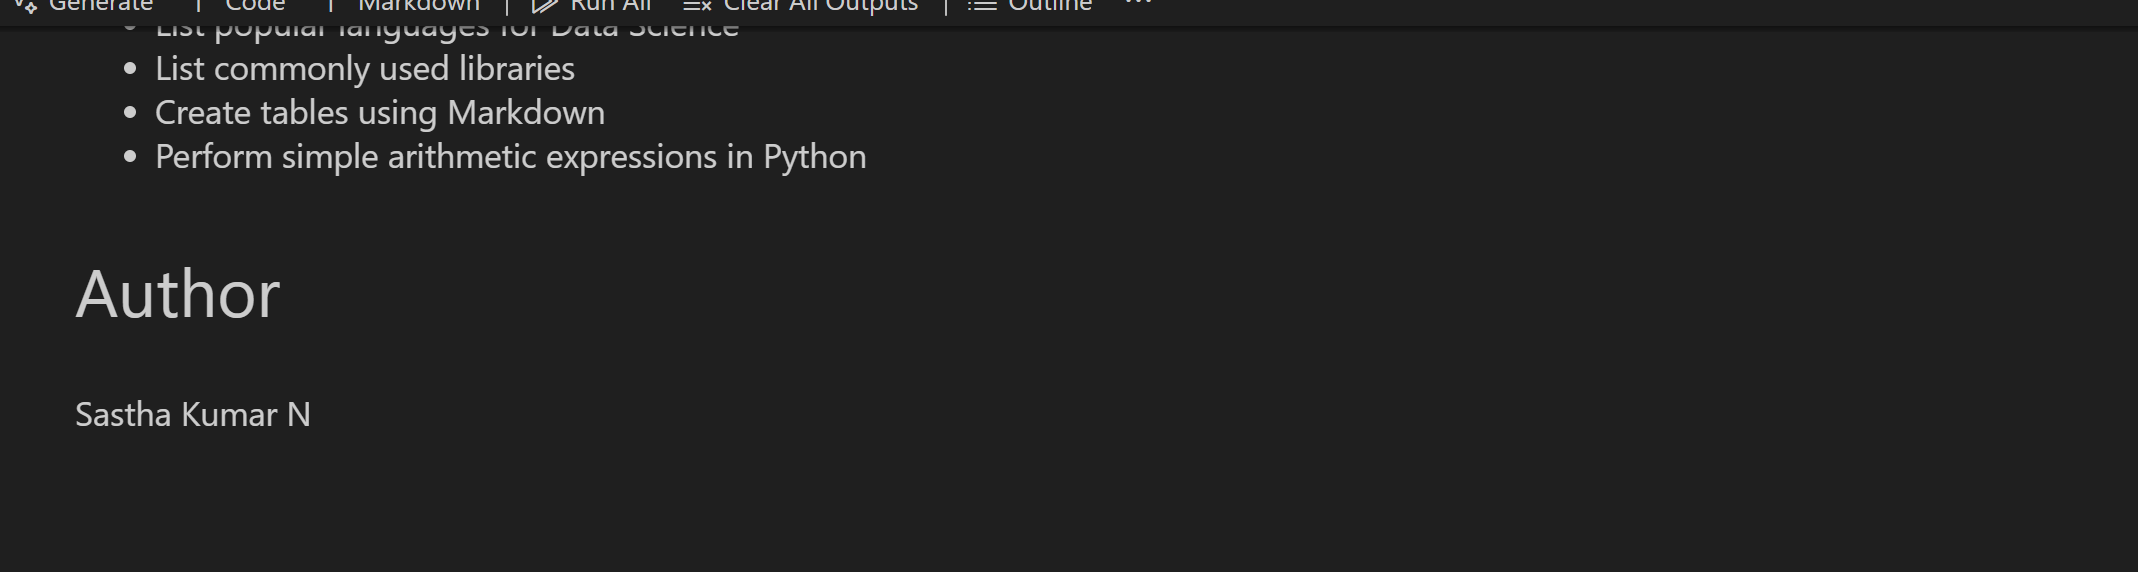 Generate Code Markdown Run All Clear All Outputs Outline ...
List popular languages for Data Science
List commonly used libraries
Create tables using Markdown
Perform simple arithmetic expressions in Python
Author
Sastha Kumar N